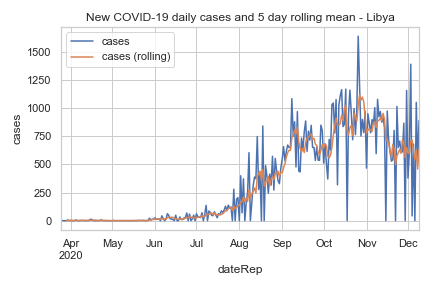 New COVID-19 daily cases and 5 day rolling mean - Libya
cases
cases (rolling)
1500
1250
1000
750
500
250
0
cases
Apr May Jun Jul Aug Sep Oct Nov Dec
2020
dateRep